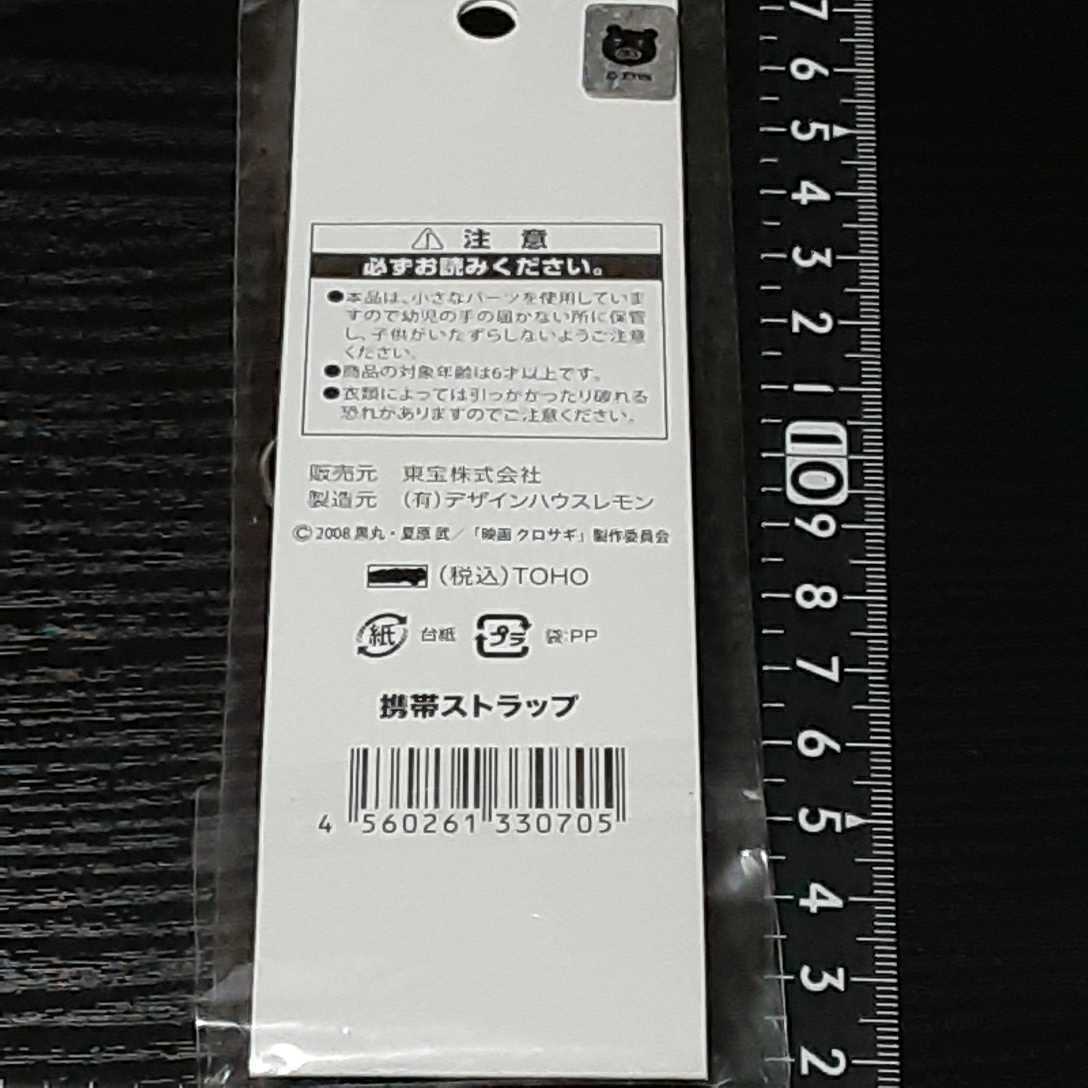 ⚠ 注 意
必ずお読みください。
●本品は、小さなパーツを使用していま
すので幼児の手の届かない所に保管
し、子供がいたずらしないようご注意
ください。
●商品の対象年齢は6才以上です。
●衣類によっては引っかかったり破れる
恐れがありますのでご注意ください。
販売元 東宝株式会社
製造元 (有)デザインハウスレモン
©2008 黒丸・夏原 武/「映画 クロサギ」製作委員会
(税込)TOHO
紙 台紙 プラ 袋:PP
携帯ストラップ
4 560261 330705
7
6
5
4
3
2
1
10
9
8
7
6
5
4
3
2